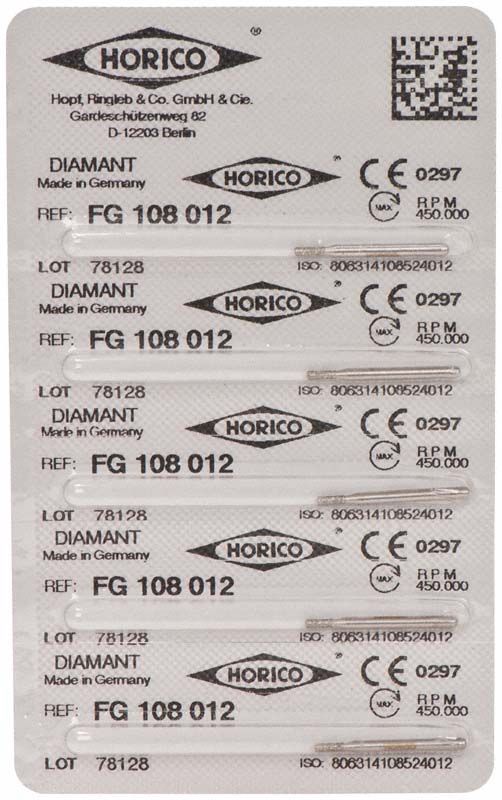 HORICO ®
Hopf, Ringleb & Co. GmbH & Cie.
Gardeschützenweg 82
D-12203 Berlin
DIAMANT HORICO ® CE 0297
Made in Germany
REF: FG 108 012 MAX RPM 450.000
LOT 78128 ISO: 806314108524012
DIAMANT HORICO ® CE 0297
Made in Germany
REF: FG 108 012 MAX RPM 450.000
LOT 78128 ISO: 806314108524012
DIAMANT HORICO ® CE 0297
Made in Germany
REF: FG 108 012 MAX RPM 450.000
LOT 78128 ISO: 806314108524012
DIAMANT HORICO ® CE 0297
Made in Germany
REF: FG 108 012 MAX RPM 450.000
LOT 78128 ISO: 806314108524012
DIAMANT HORICO ® CE 0297
Made in Germany
REF: FG 108 012 MAX RPM 450.000
LOT 78128 ISO: 806314108524012